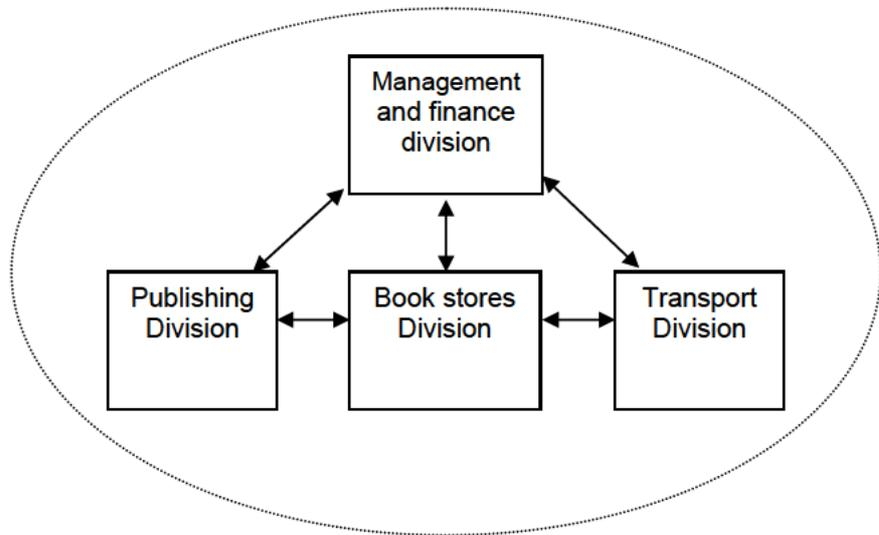 Management
and finance
division
Publishing
Division
Book stores
Division
Transport
Division